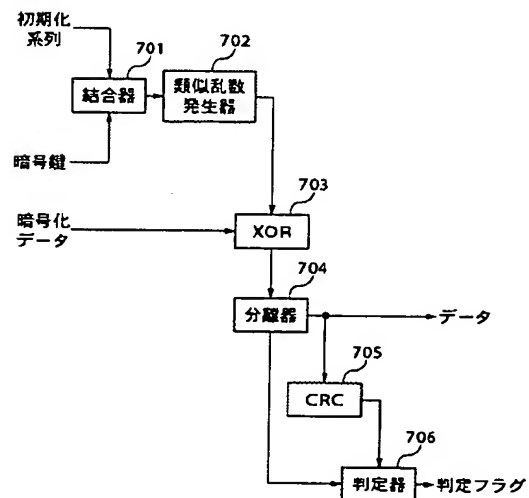 初期化
系列
701
結合器
702
類似乱数
発生器
暗号鍵
703
暗号化
データ
XOR
704
分離器
データ
705
CRC
706
判定器
判定フラグ